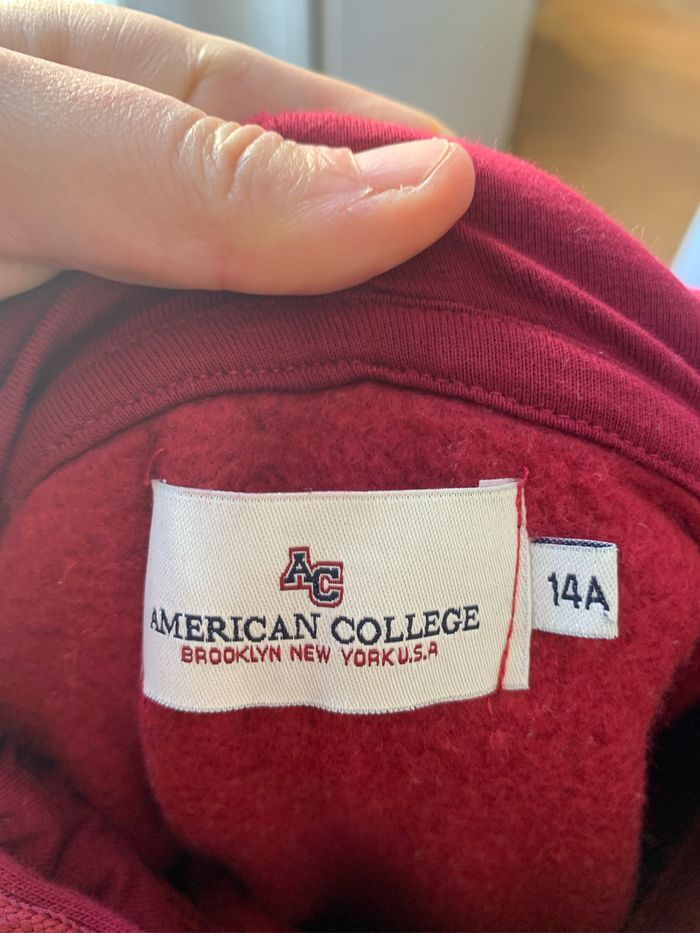 AC
AMERICAN COLLEGE
BROOKLYN NEW YORK U.S.A
14A